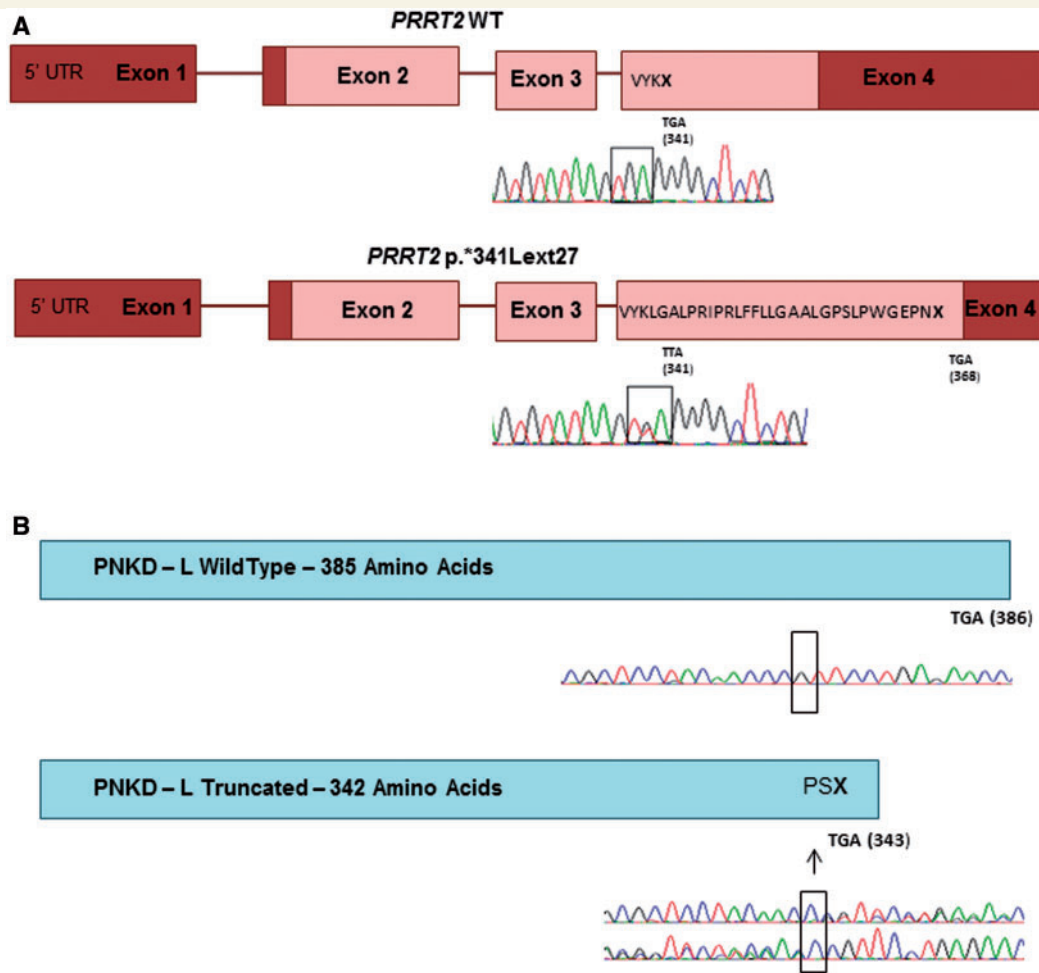 A
PRRT2 WT
5' UTR Exon 1 Exon 2 Exon 3 VYKX Exon 4
TGA
(341)
PRRT2 p.*341Lext27
5' UTR Exon 1 Exon 2 Exon 3 VYKLGALPRIPRLFFLLGAALGPSLPWGEPNX Exon 4
TTA
(341)
TGA
(368)
B
PNKD – L Wild Type – 385 Amino Acids
TGA (386)
PNKD – L Truncated – 342 Amino Acids PSX
TGA (343)